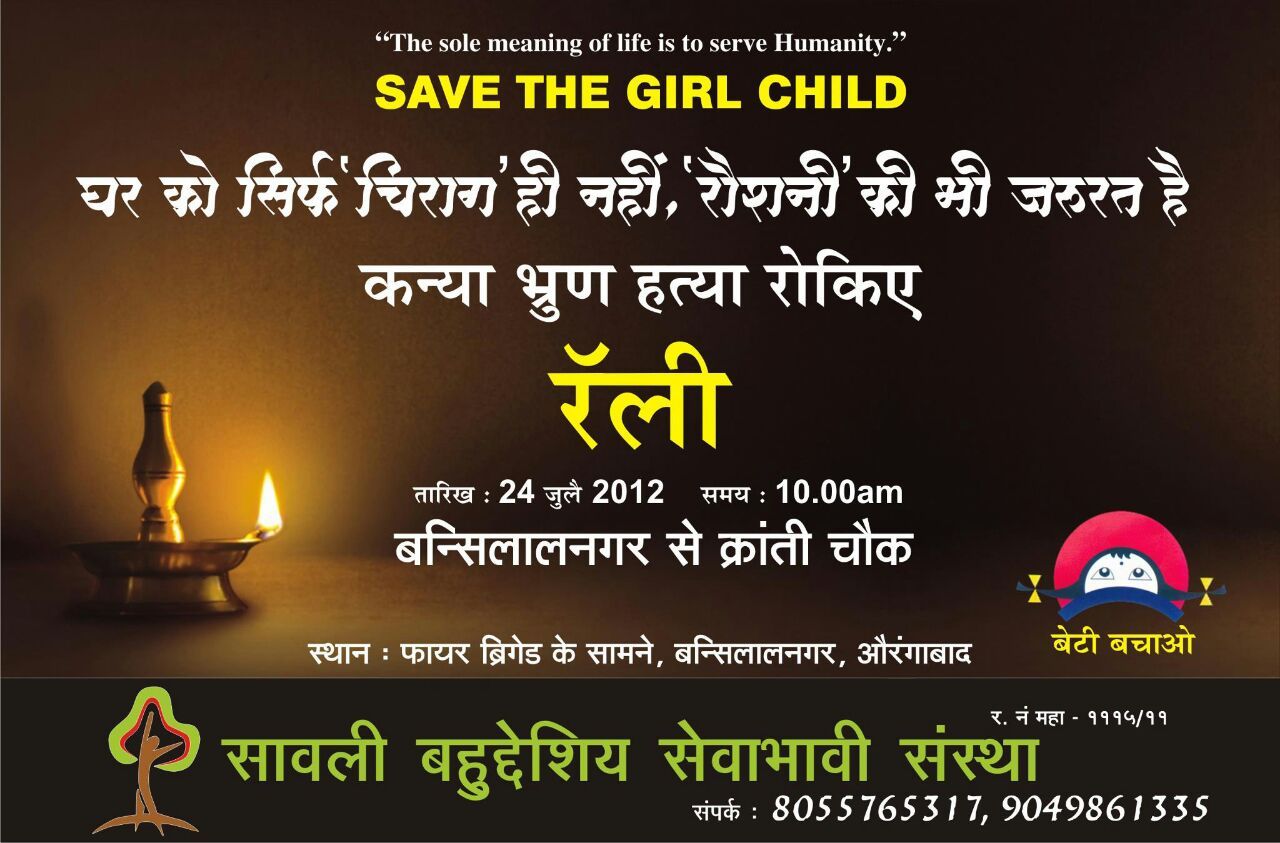 “The sole meaning of life is to serve Humanity.”
SAVE THE GIRL CHILD
घर को सिर्फ ‘चिराग’ ही नहीं, ‘रौशनी’ की भी जरुरत है
कन्या भ्रुण हत्या रोकिए
रॅली
तारिख : 24 जुलै 2012 समय : 10.00am
बन्सिलालनगर से क्रांती चौक
बेटी बचाओ
स्थान : फायर ब्रिगेड के सामने, बन्सिलालनगर, औरंगाबाद
र. नं महा - १११५/११
सावली बहुद्देशिय सेवाभावी संस्था
संपर्क : 8055765317, 9049861335